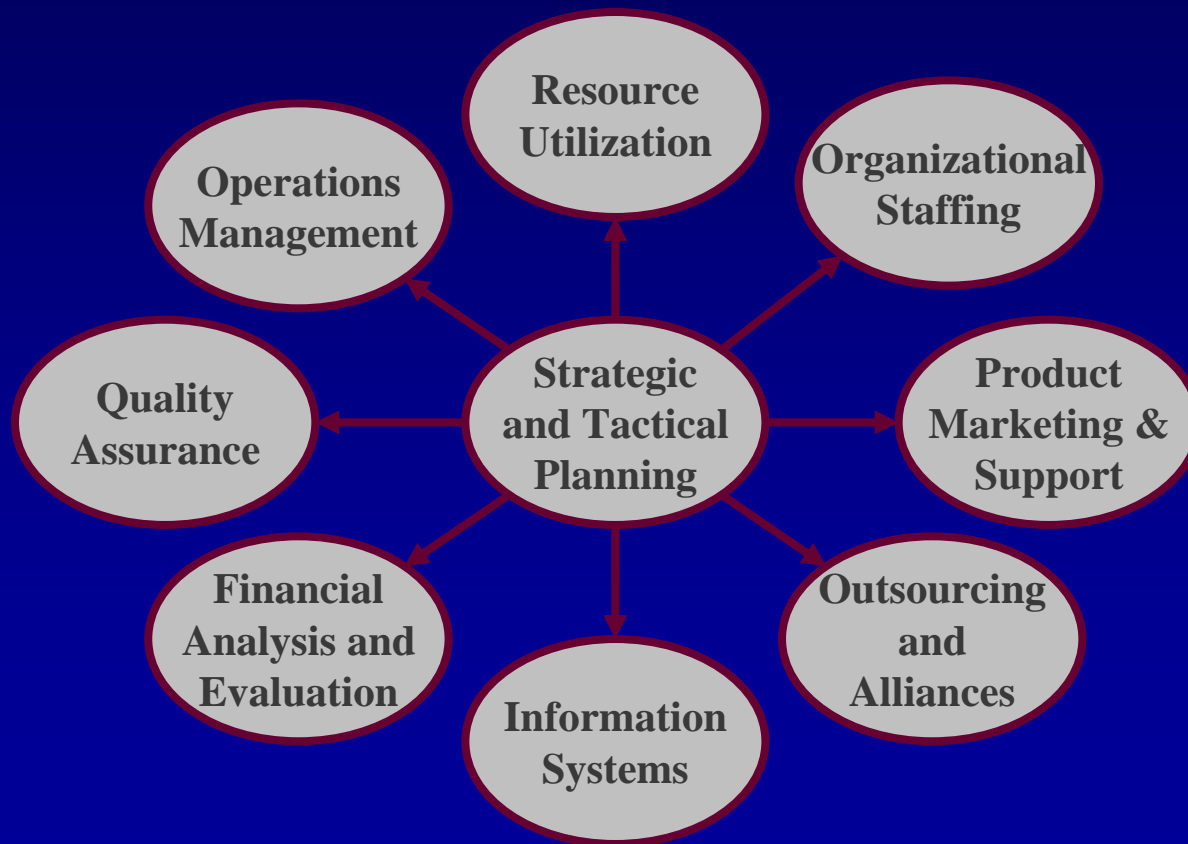 Resource
Utilization
Organizational
Staffing
Operations
Management
Strategic
and Tactical
Planning
Product
Marketing &
Support
Quality
Assurance
Financial
Analysis and
Evaluation
Outsourcing
and
Alliances
Information
Systems